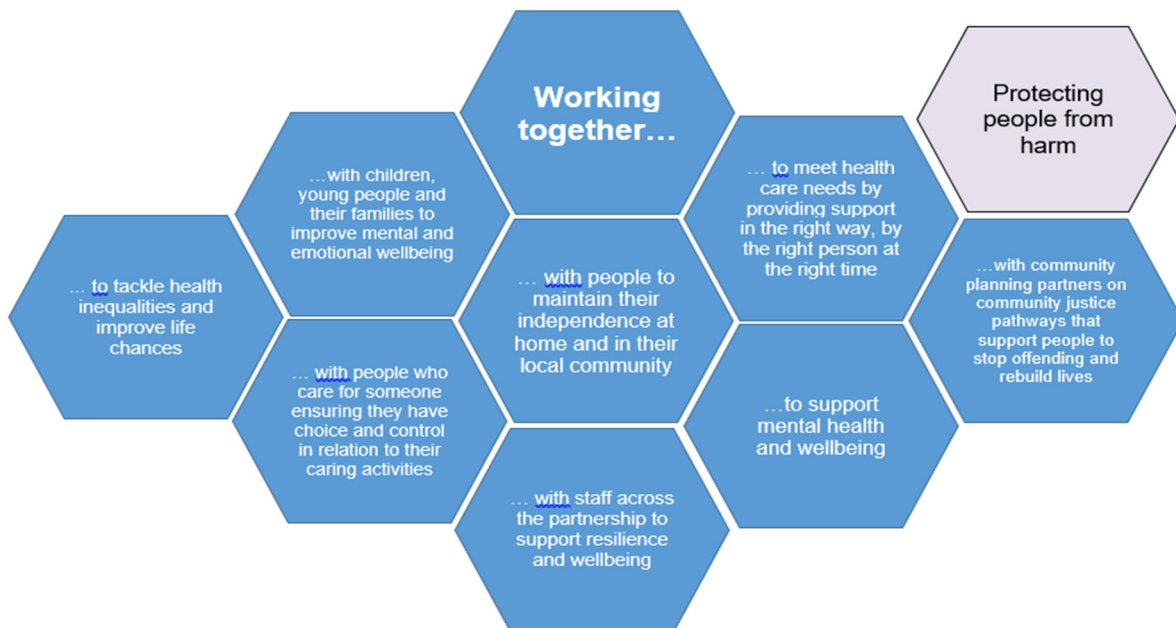 Working
together…
Protecting
people from
harm
…with children,
young people and
their families to
improve mental and
emotional wellbeing
… to meet health
care needs by
providing support
in the right way, by
the right person at
the right time
… to tackle health
inequalities and
improve life
chances
… with people to
maintain their
independence at
home and in their
local community
…with community
planning partners on
community justice
pathways that
support people to
stop offending and
rebuild lives
… with people who
care for someone
ensuring they have
choice and control
in relation to their
caring activities
…to support
mental health
and wellbeing
… with staff across
the partnership to
support resilience
and wellbeing